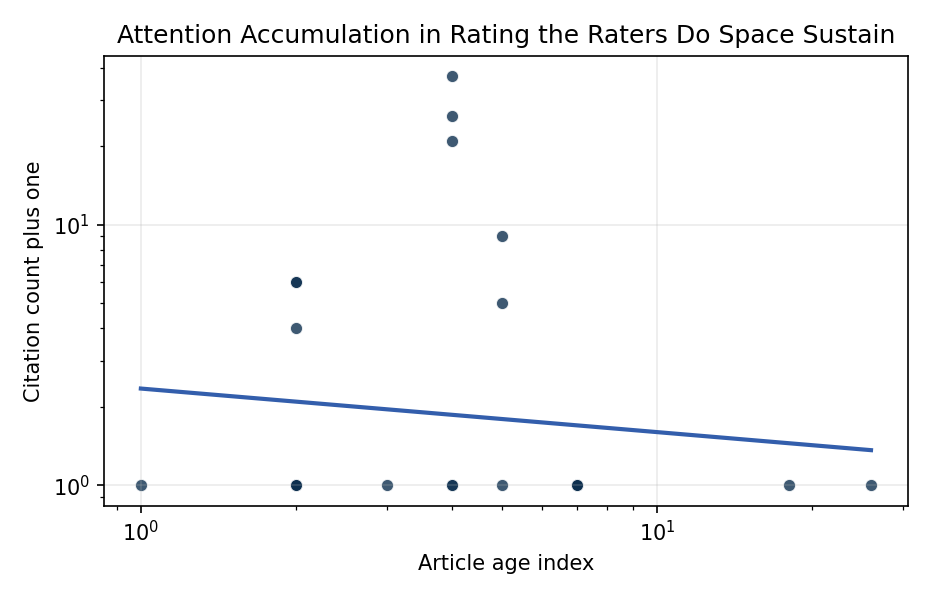 Attention Accumulation in Rating the Raters Do Space Sustain
Citation count plus one
10¹
10⁰
10⁰
10¹
Article age index